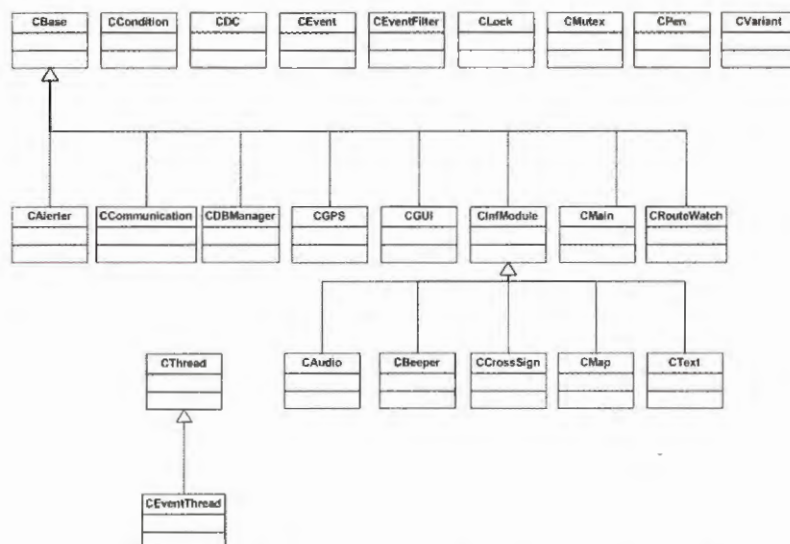 CBase CCondition CDC CEvent CEventFilter CLock CMutex CPen CVariant
CAlerter CCommunication CDBManager CGPS CGUI CInfModule CMain CRouteWatch
CThread CAudio CBeeper CCrossSign CMap CText
CEventThread